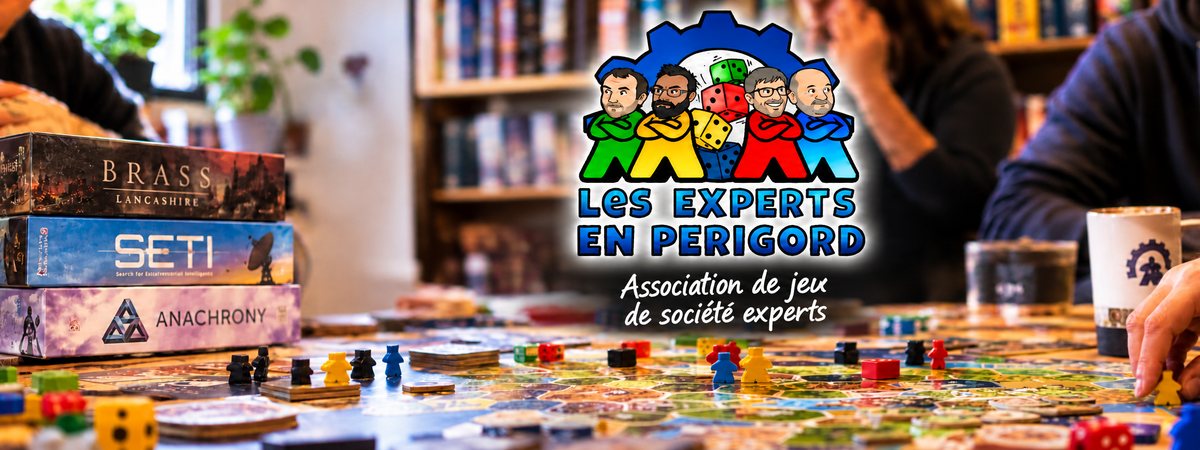 BRASS
LANCASHIRE
SETI
Search for Extraterrestrial Intelligence
ANACHRONY
LES EXPERTS
EN PERIGORD
Association de jeux
de société experts